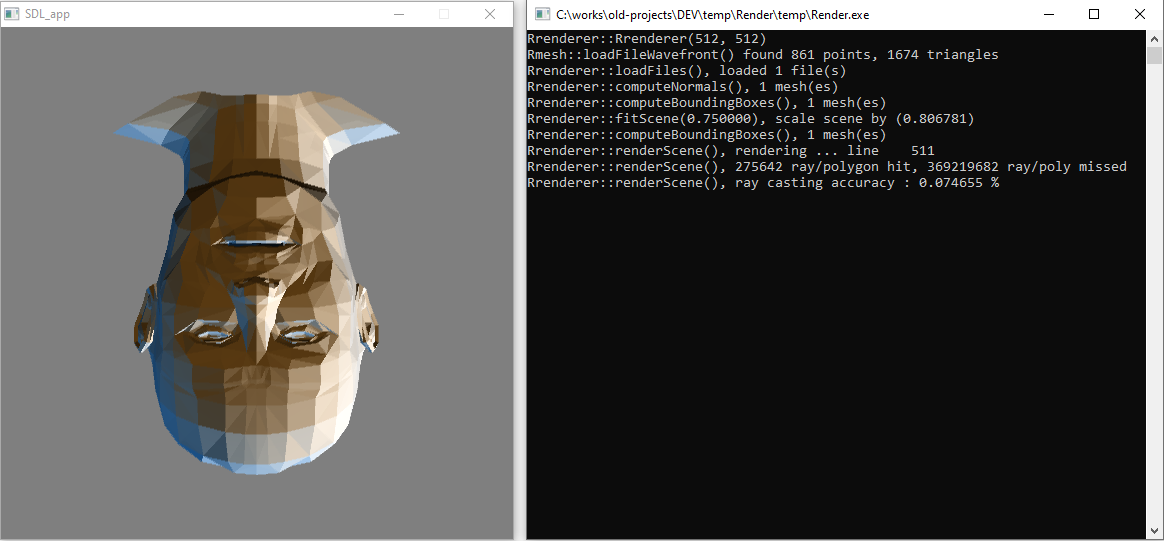 SDL_app
C:\works\old-projects\DEV\temp\Render\temp\Render.exe
Rrenderer::Rrenderer(512, 512)
Rmesh::loadFileWavefront() found 861 points, 1674 triangles
Rrenderer::loadFiles(), loaded 1 file(s)
Rrenderer::computeNormals(), 1 mesh(es)
Rrenderer::computeBoundingBoxes(), 1 mesh(es)
Rrenderer::fitScene(0.750000), scale scene by (0.806781)
Rrenderer::computeBoundingBoxes(), 1 mesh(es)
Rrenderer::renderScene(), rendering ... line    511
Rrenderer::renderScene(), 275642 ray/polygon hit, 369219682 ray/poly missed
Rrenderer::renderScene(), ray casting accuracy : 0.074655 %